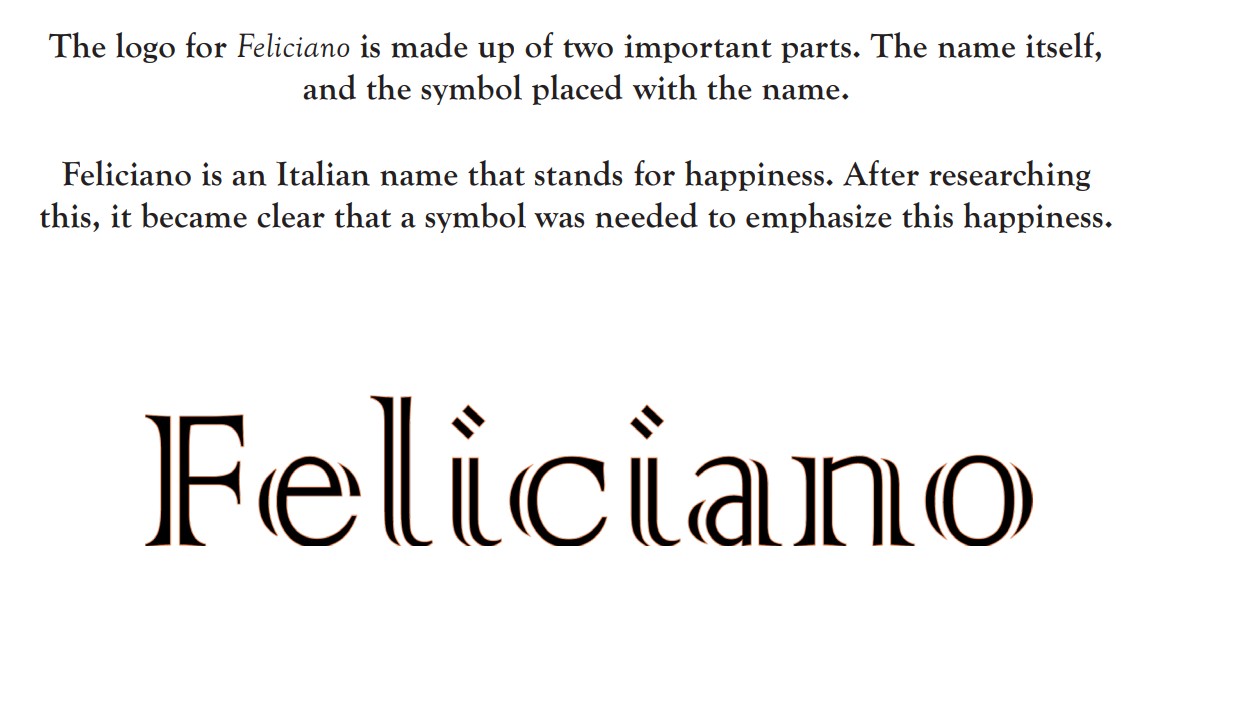 The logo for Feliciano is made up of two important parts. The name itself,
and the symbol placed with the name.
Feliciano is an Italian name that stands for happiness. After researching
this, it became clear that a symbol was needed to emphasize this happiness.
Feliciano